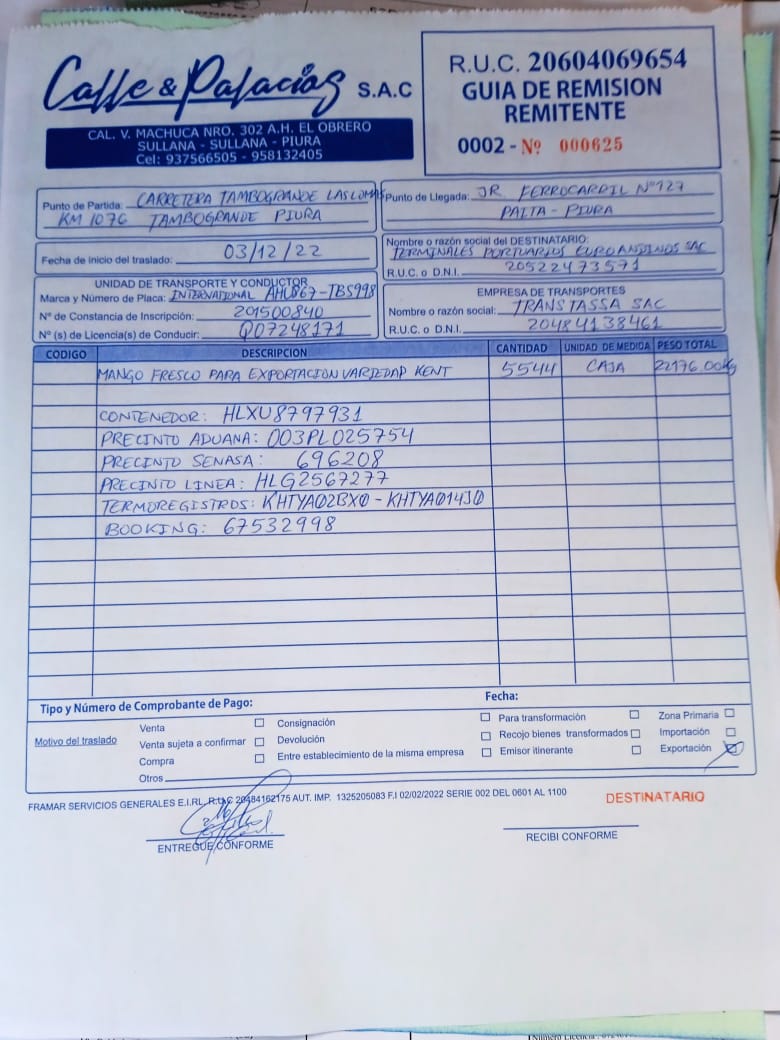 Calle & Palacios S.A.C
CAL. V. MACHUCA NRO. 302 A.H. EL OBRERO
SULLANA - SULLANA - PIURA
Cel: 937566505 - 958132405
R.U.C. 20604069654
GUIA DE REMISION
REMITENTE
0002 - Nº 000625
Punto de Partida: CARRETERA TAMBOGRANDE LASLOMAS
KM 1076 TAMBOGRANDE PIURA
Punto de Llegada: JR FERROCARRIL Nº127
PAITA - PIURA
Fecha de inicio del traslado: 03/12/22
Nombre o razón social del DESTINATARIO:
TERMINALES PORTUARIOS EUROANDINOS SAC
R.U.C. o D.N.I. 20522473571
UNIDAD DE TRANSPORTE Y CONDUCTOR
Marca y Número de Placa: INTERNATIONAL AHU867-TBS998
Nº de Constancia de Inscripción: 201500840
Nº (s) de Licencia(s) de Conducir: Q07248171
EMPRESA DE TRANSPORTES
Nombre o razón social: TRANSTASSA SAC
R.U.C. o D.N.I. 20484138461
CODIGO DESCRIPCION CANTIDAD UNIDAD DE MEDIDA PESO TOTAL
MANGO FRESCO PARA EXPORTACION VARIEDAD KENT 5544 CAJA 22176.00Kg
CONTENEDOR: HLXU8797931
PRECINTO ADUANA: 003PL025754
PRECINTO SENASA: 696208
PRECINTO LINEA: HLG2567277
TERMOREGISTROS: KHTYA02BX0 - KHTYA014J0
BOOKING: 67532998
Tipo y Número de Comprobante de Pago: Fecha:
Motivo del traslado
Venta
Venta sujeta a confirmar
Compra
Otros
Consignación
Devolución
Entre establecimiento de la misma empresa
Para transformación
Recojo bienes transformados
Emisor itinerante
Zona Primaria
Importación
Exportación
FRAMAR SERVICIOS GENERALES E.I.RL. R.U.C 20484162175 AUT. IMP. 1325205083 F.I 02/02/2022 SERIE 002 DEL 0601 AL 1100
DESTINATARIO
ENTREGUE CONFORME
RECIBI CONFORME